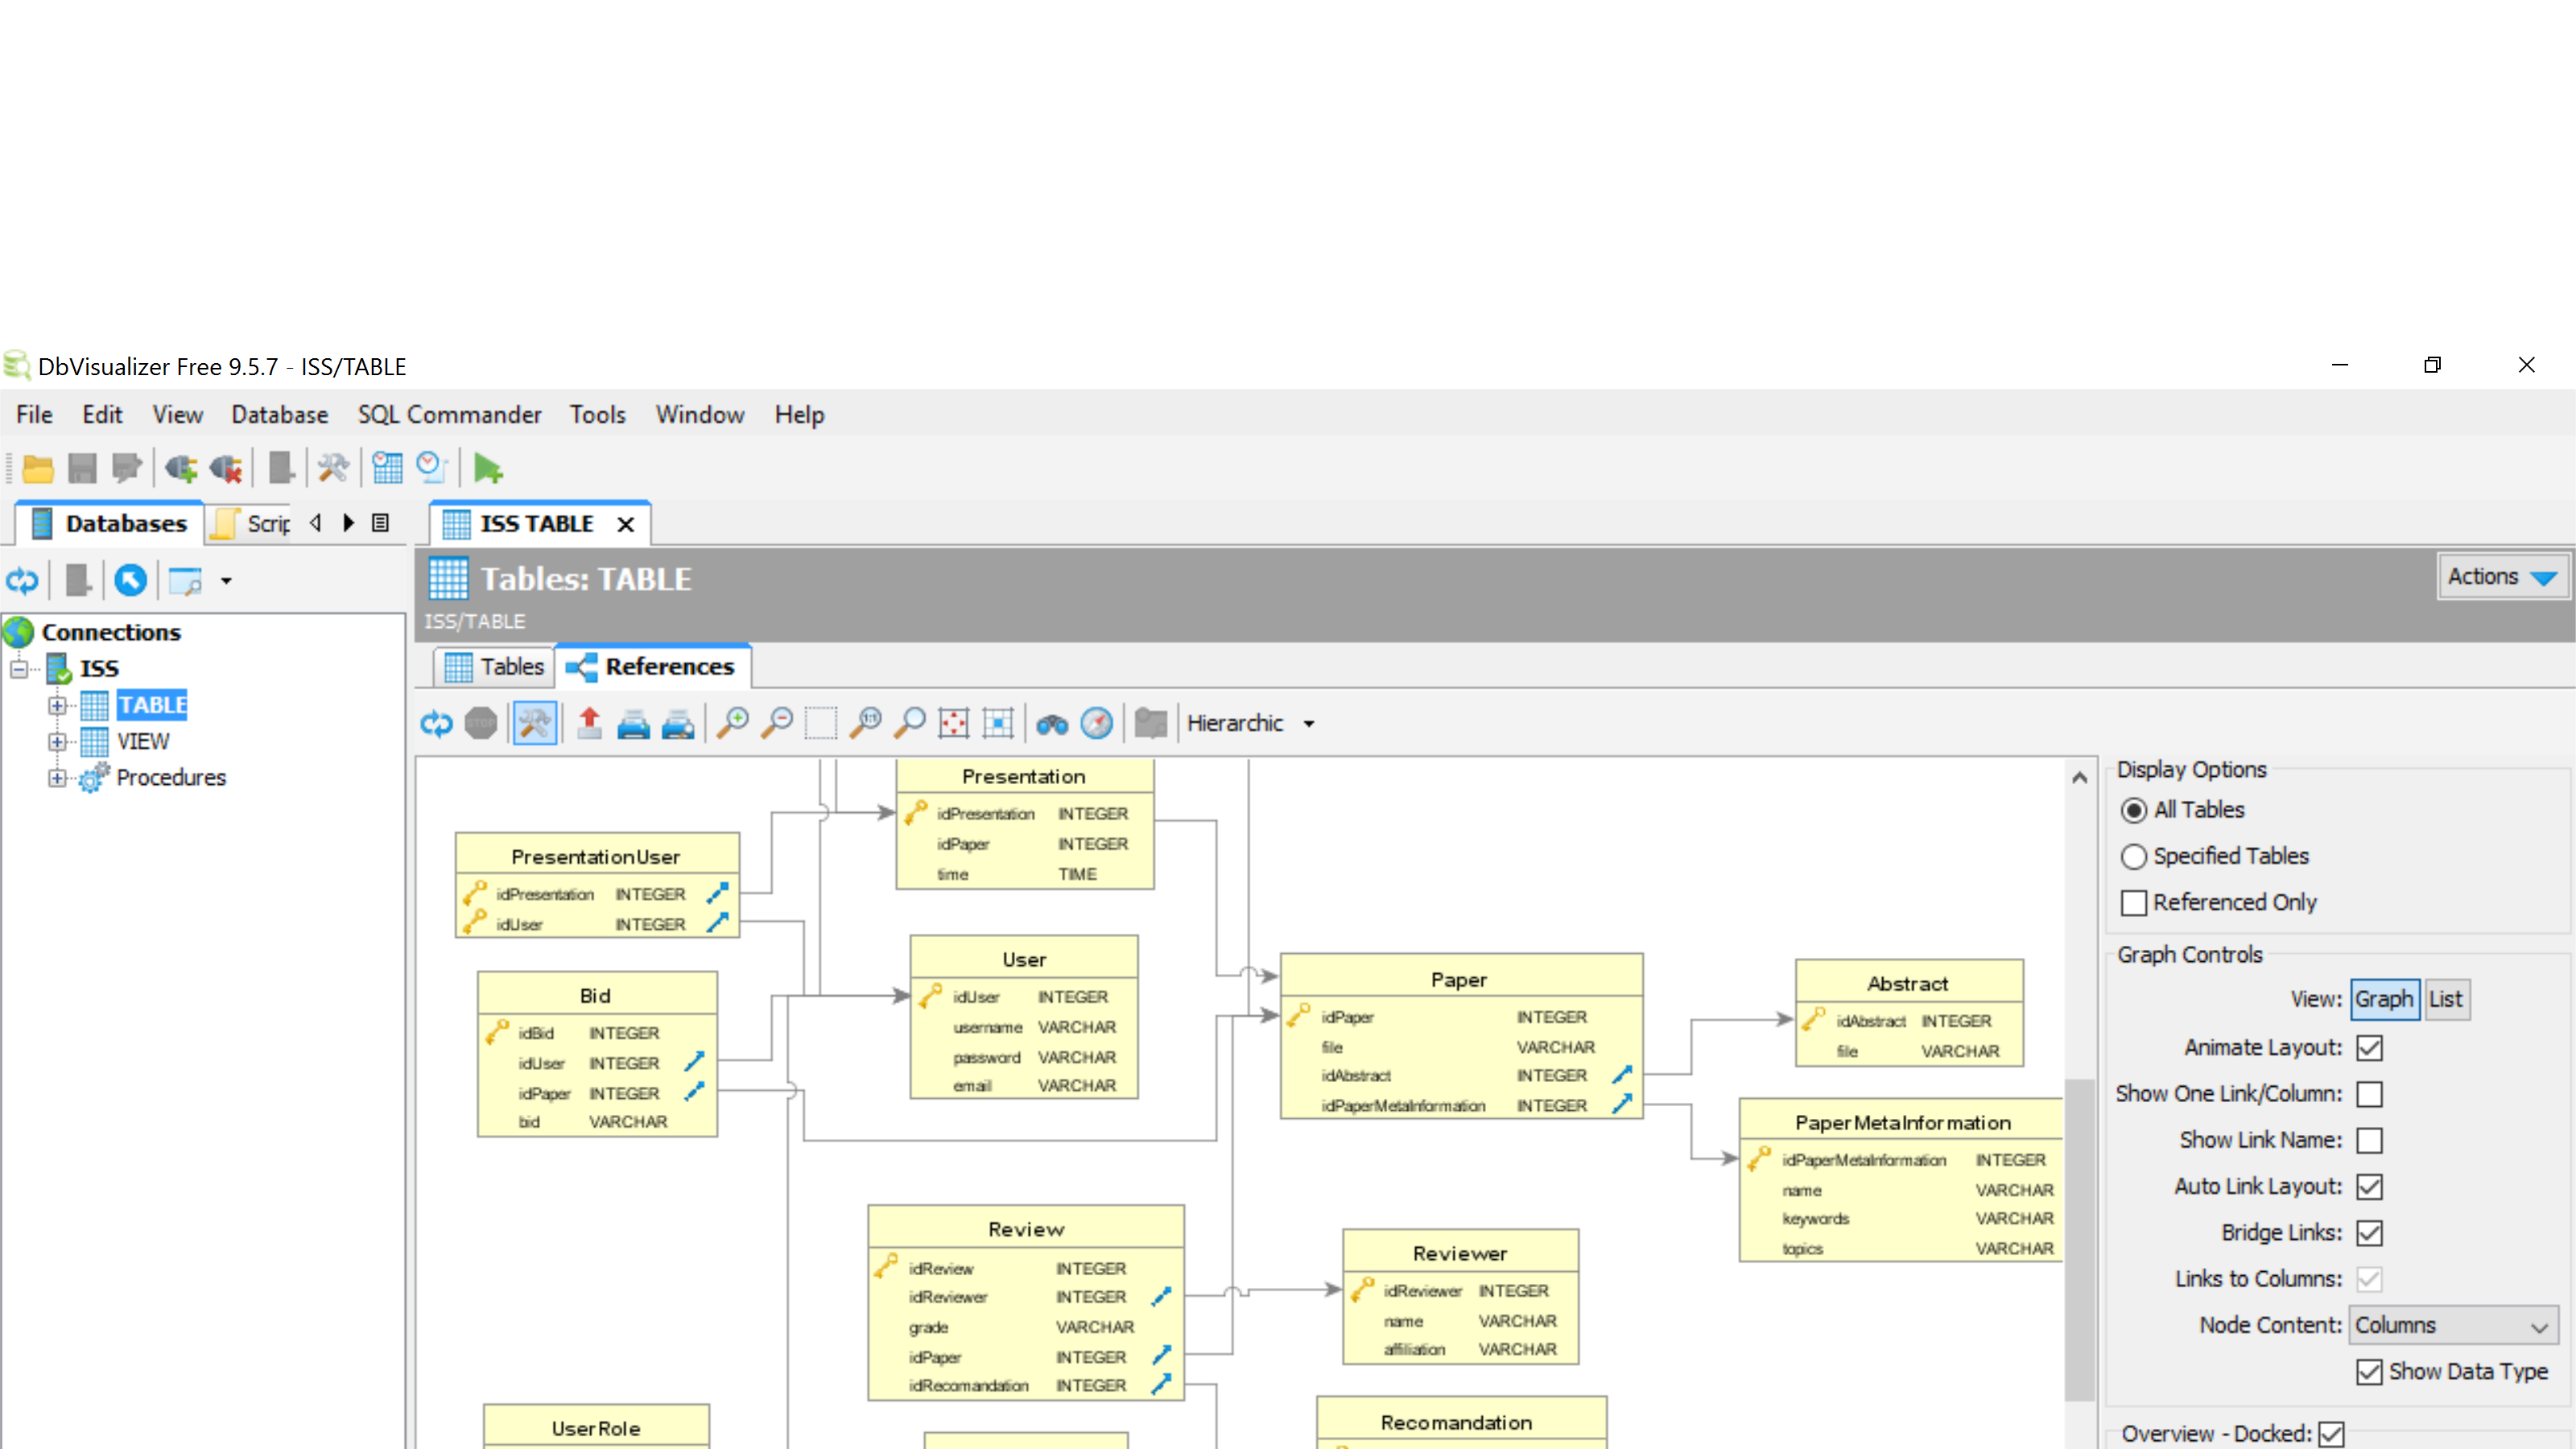 DbVisualizer Free 9.5.7 - ISS/TABLE
File Edit View Database SQL Commander Tools Window Help
Databases Scrip
ISS TABLE
Tables: TABLE
Actions
ISS/TABLE
Connections
ISS
TABLE
VIEW
Procedures
Tables References
STOP
1:1
Hierarchic
Presentation
idPresentation INTEGER
idPaper INTEGER
time TIME
PresentationUser
idPresentation INTEGER
idUser INTEGER
User
idUser INTEGER
username VARCHAR
password VARCHAR
email VARCHAR
Bid
idBid INTEGER
idUser INTEGER
idPaper INTEGER
bid VARCHAR
Paper
idPaper INTEGER
file VARCHAR
idAbstract INTEGER
idPaperMetaInformation INTEGER
Abstract
idAbstract INTEGER
file VARCHAR
PaperMetaInformation
idPaperMetaInformation INTEGER
name VARCHAR
keywords VARCHAR
topics VARCHAR
Review
idReview INTEGER
idReviewer INTEGER
grade VARCHAR
idPaper INTEGER
idRecomandation INTEGER
Reviewer
idReviewer INTEGER
name VARCHAR
affiliation VARCHAR
UserRole
Recomandation
Display Options
All Tables
Specified Tables
Referenced Only
Graph Controls
View: Graph List
Animate Layout:
Show One Link/Column:
Show Link Name:
Auto Link Layout:
Bridge Links:
Links to Columns:
Node Content: Columns
Show Data Type
Overview - Docked: